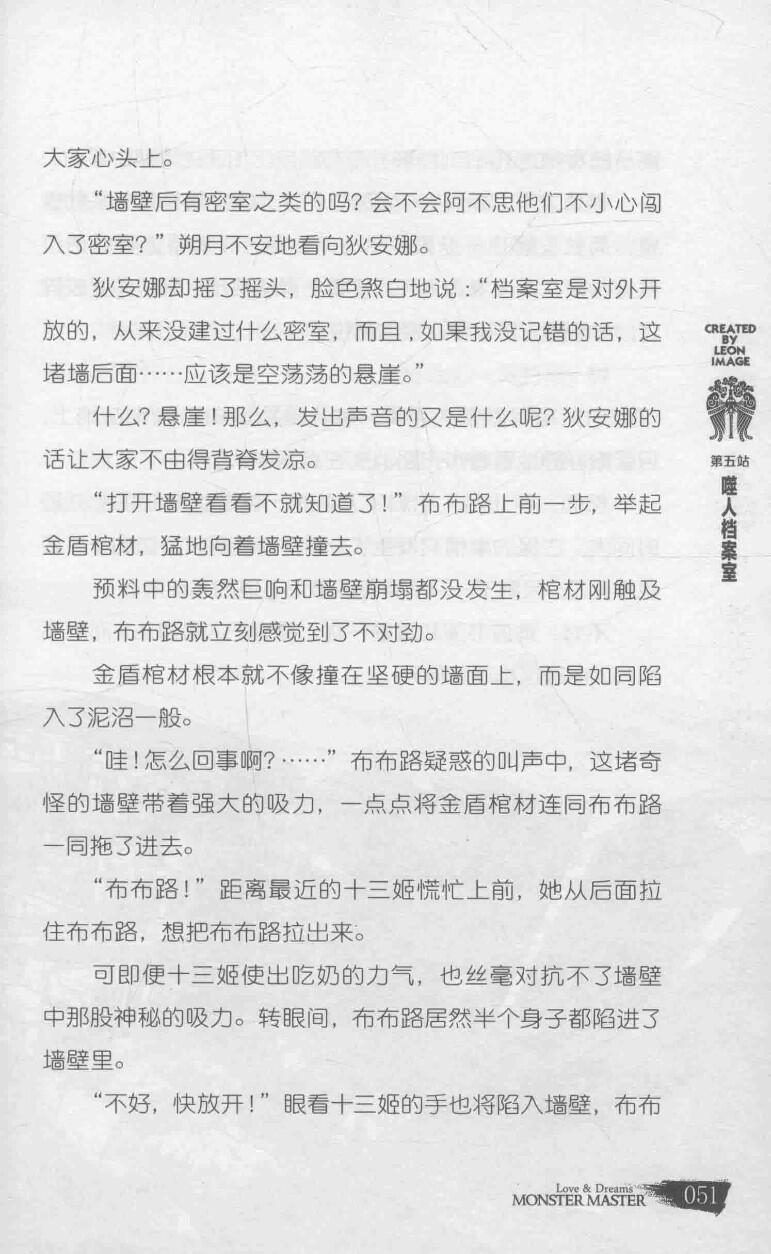 大家心头上。
“墙壁后有密室之类的吗？会不会阿不思他们不小心闯
入了密室？”朔月不安地看向狄安娜。
狄安娜却摇了摇头，脸色煞白地说：“档案室是对外开
放的，从来没建过什么密室，而且，如果我没记错的话，这
堵墙后面……应该是空荡荡的悬崖。”
什么？悬崖！那么，发出声音的又是什么呢？狄安娜的
话让大家不由得背脊发凉。
“打开墙壁看看不就知道了！”布布路上前一步，举起
金盾棺材，猛地向着墙壁撞去。
预料中的轰然巨响和墙壁崩塌都没发生，棺材刚触及
墙壁，布布路就立刻感觉到了不对劲。
金盾棺材根本就不像撞在坚硬的墙面上，而是如同陷
入了泥沼一般。
“哇！怎么回事啊？……”布布路疑惑的叫声中，这堵奇
怪的墙壁带着强大的吸力，一点点将金盾棺材连同布布路
一同拖了进去。
“布布路！”距离最近的十三姬慌忙上前，她从后面拉
住布布路，想把布布路拉出来。
可即便十三姬使出吃奶的力气，也丝毫对抗不了墙壁
中那股神秘的吸力。转眼间，布布路居然半个身子都陷进了
墙壁里。
“不好，快放开！”眼看十三姬的手也将陷入墙壁，布布
CREATED
BY
LEON
IMAGE
第五站
噬人档案室
Love & Dreams
MONSTER MASTER
051